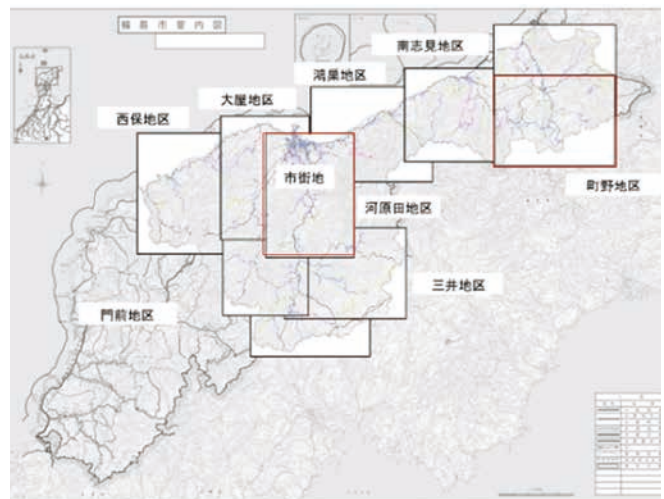 輪島市管内図
南志見地区
鴻巣地区
大屋地区
西保地区
市街地
町野地区
河原田地区
三井地区
門前地区